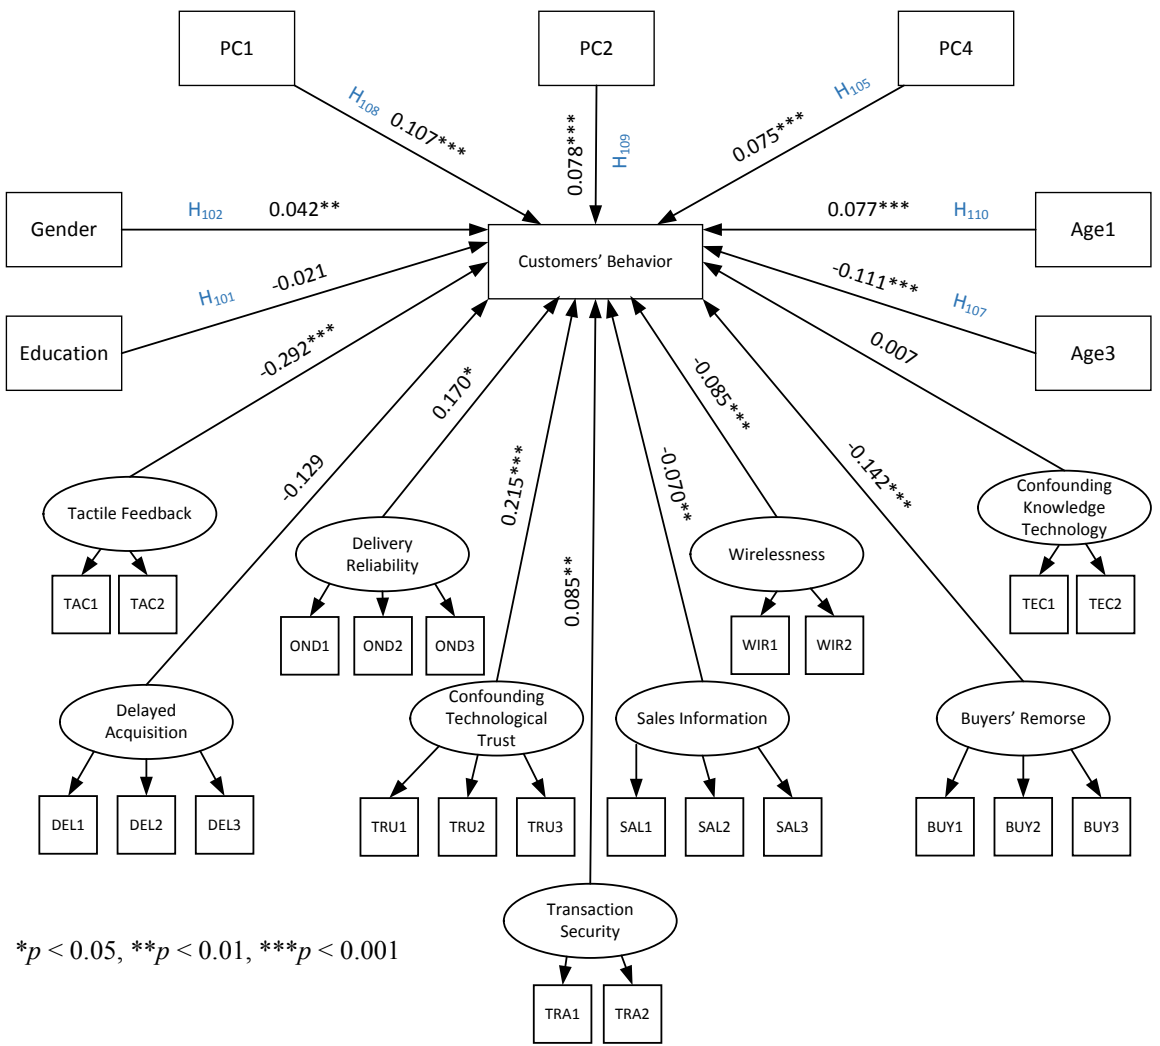 PC1
PC2
PC4
H108
0.107***
0.078***
H109
0.075***
H105
Gender
H102
0.042**
0.077***
H110
Age1
Customers' Behavior
H101
-0.021
-0.111***
H107
Education
-0.292***
0.170*
-0.085***
0.007
Age3
-0.129
0.215***
0.085**
-0.070**
-0.142***
Tactile Feedback
TAC1
TAC2
Delivery
Reliability
OND1
OND2
OND3
Wirelessness
WIR1
WIR2
Confounding
Knowledge
Technology
TEC1
TEC2
Delayed
Acquisition
DEL1
DEL2
DEL3
Confounding
Technological
Trust
TRU1
TRU2
TRU3
Sales Information
SAL1
SAL2
SAL3
Buyers' Remorse
BUY1
BUY2
BUY3
Transaction
Security
TRA1
TRA2
*p < 0.05, **p < 0.01, ***p < 0.001